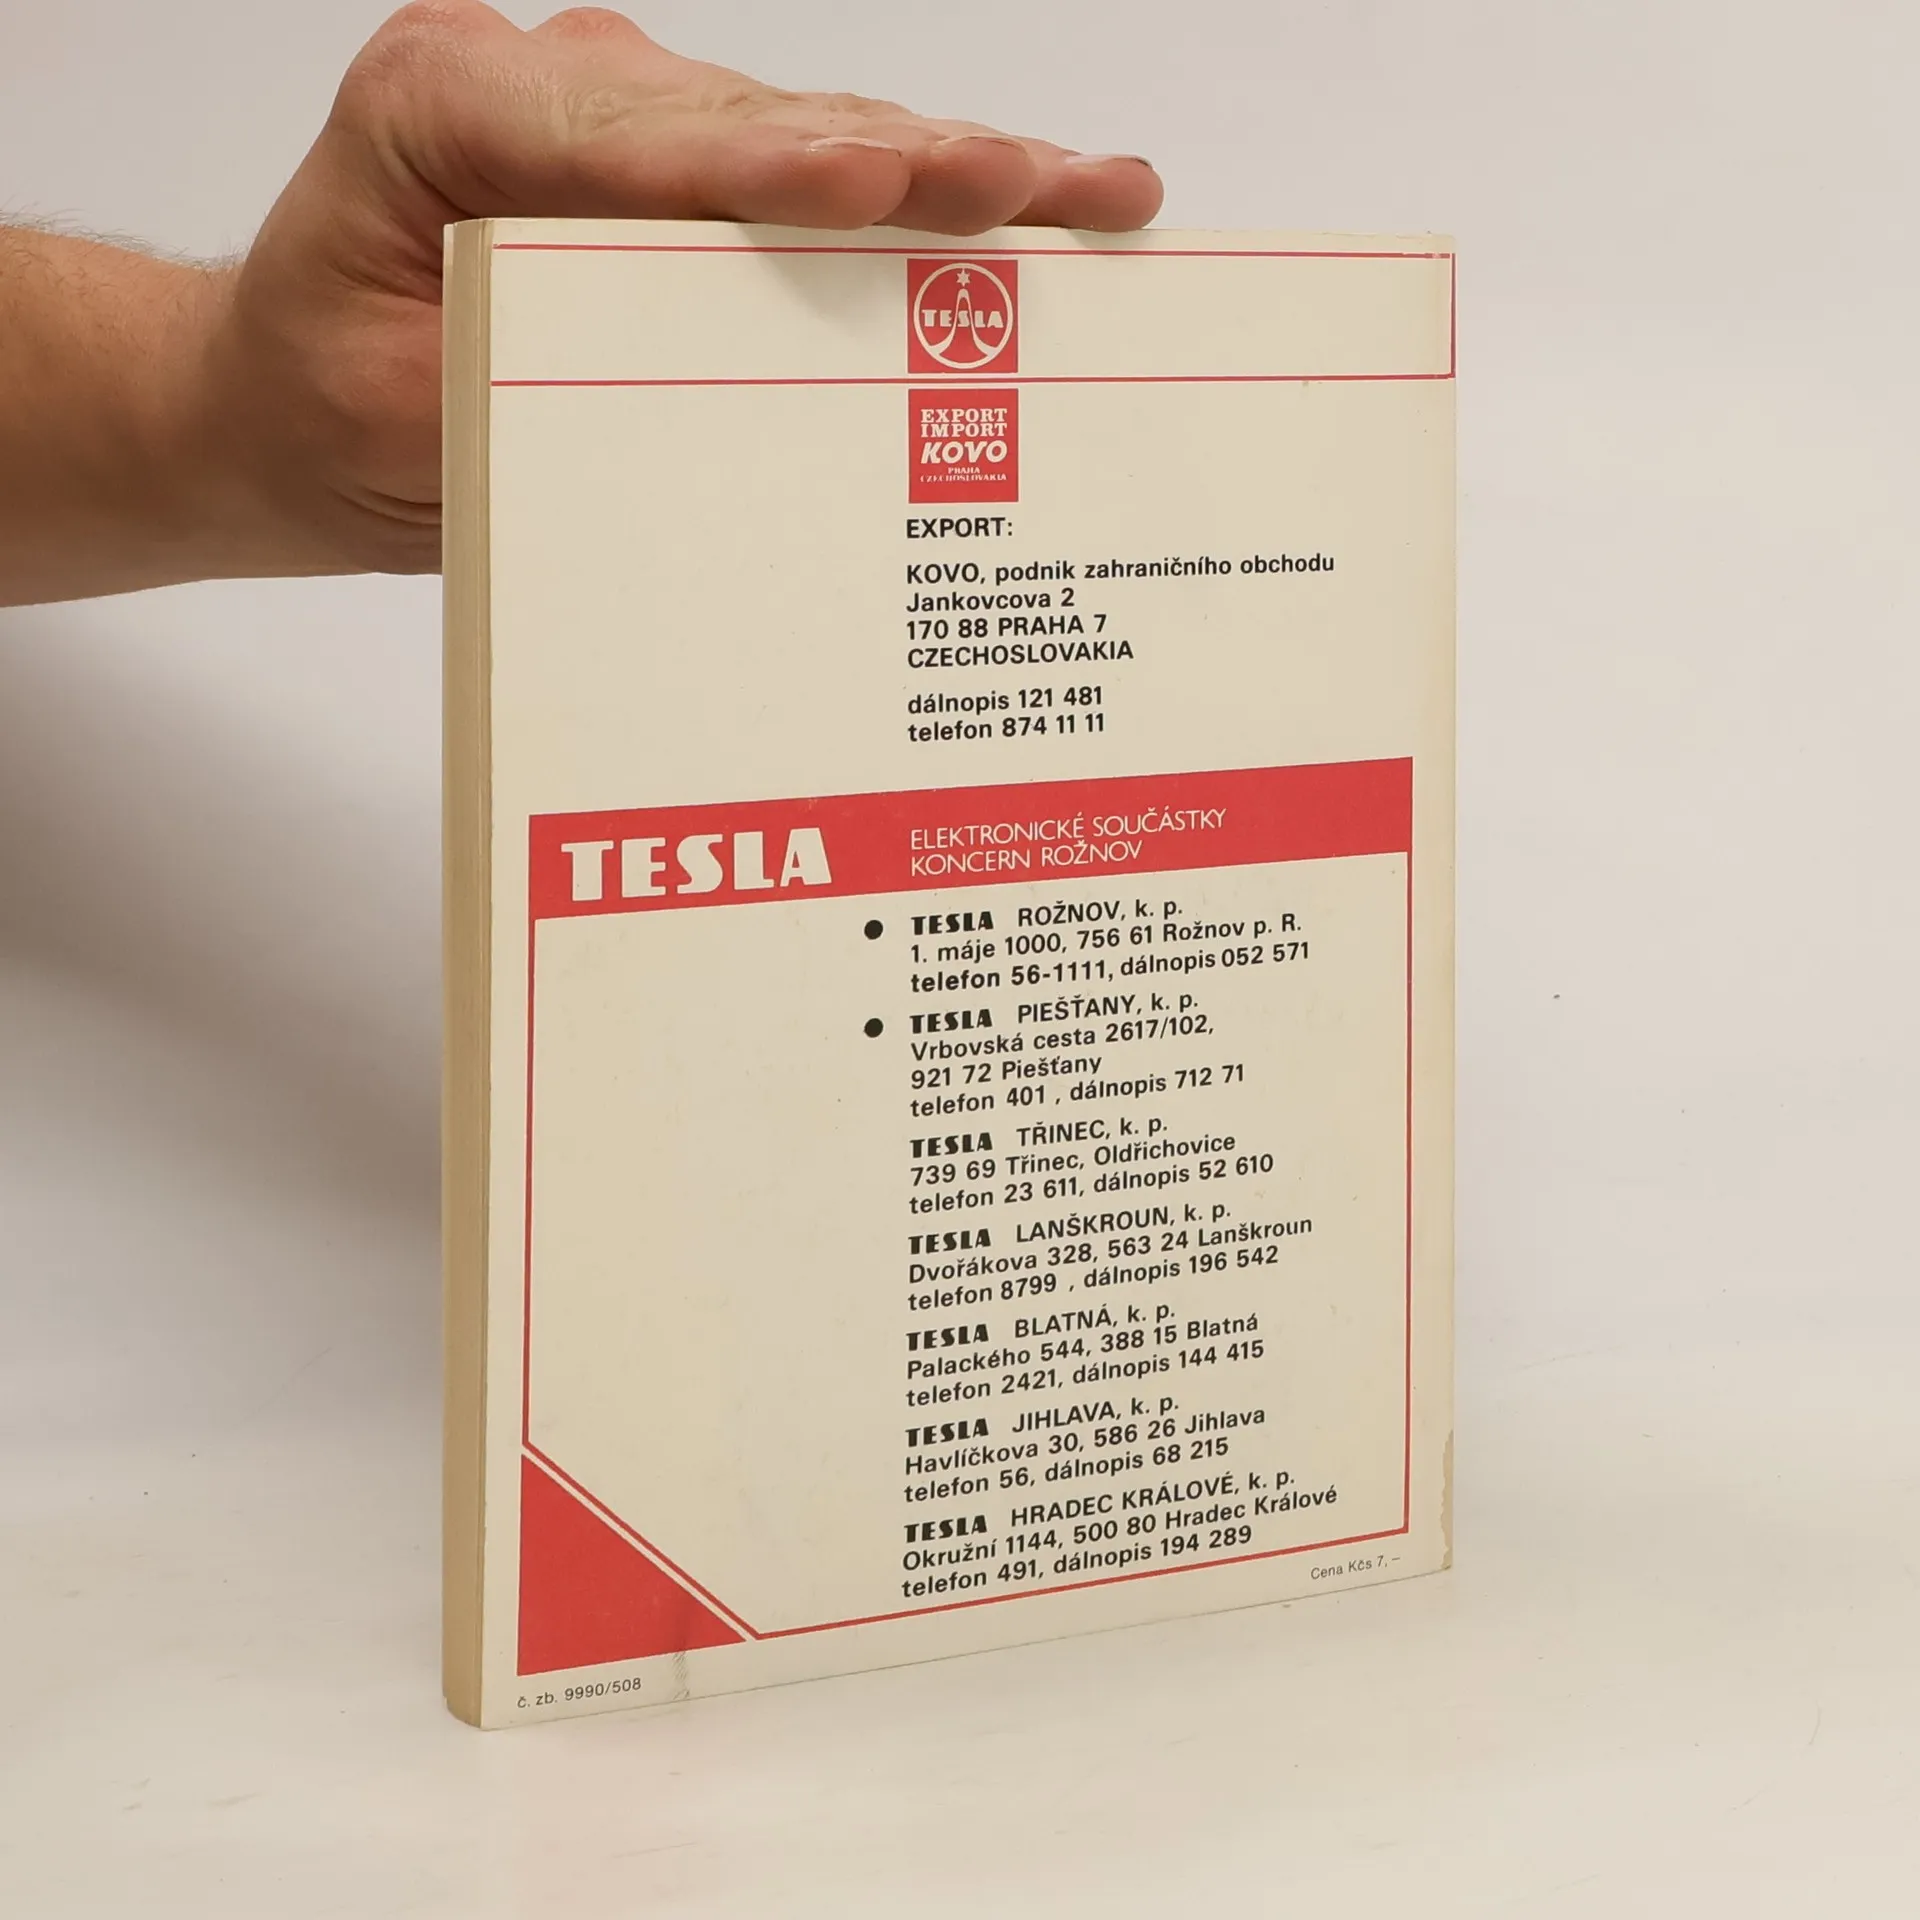 TESLA
EXPORT
IMPORT
KOVO
PRAHA
CZECHOSLOVAKIA
EXPORT:
KOVO, podnik zahraničního obchodu
Jankovcova 2
170 88 PRAHA 7
CZECHOSLOVAKIA
dálnopis 121 481
telefon 874 11 11
TESLA ELEKTRONICKÉ SOUČÁSTKY
KONCERN ROŽNOV
● TESLA ROŽNOV, k. p.
1. máje 1000, 756 61 Rožnov p. R.
telefon 56-1111, dálnopis 052 571
● TESLA PIEŠŤANY, k. p.
Vrbovská cesta 2617/102,
921 72 Piešťany
telefon 401 , dálnopis 712 71
TESLA TŘINEC, k. p.
739 69 Třinec, Oldřichovice
telefon 23 611, dálnopis 52 610
TESLA LANŠKROUN, k. p.
Dvořákova 328, 563 24 Lanškroun
telefon 8799 , dálnopis 196 542
TESLA BLATNÁ, k. p.
Palackého 544, 388 15 Blatná
telefon 2421, dálnopis 144 415
TESLA JIHLAVA, k. p.
Havlíčkova 30, 586 26 Jihlava
telefon 56, dálnopis 68 215
TESLA HRADEC KRÁLOVÉ, k. p.
Okružní 1144, 500 80 Hradec Králové
telefon 491, dálnopis 194 289
Cena Kčs 7,–
č. zb. 9990/508